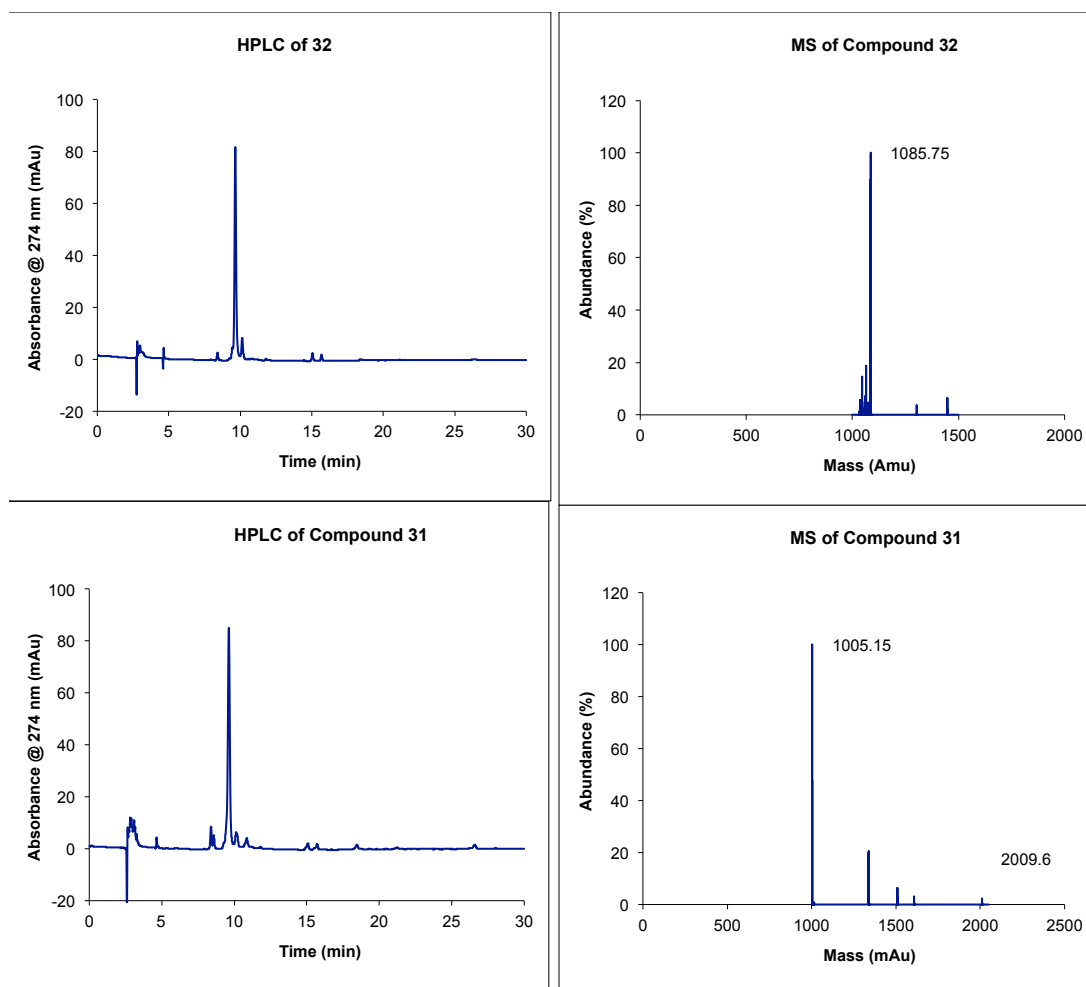 HPLC of 32
Absorbance @ 274 nm (mAu)
100
80
60
40
20
0
-20
0 5 10 15 20 25 30
Time (min)
MS of Compound 32
Abundance (%)
120
100
80
60
40
20
0
1085.75
0 500 1000 1500 2000
Mass (Amu)
HPLC of Compound 31
Absorbance @ 274 nm (mAu)
100
80
60
40
20
0
-20
0 5 10 15 20 25 30
Time (min)
MS of Compound 31
Abundance (%)
120
100
80
60
40
20
0
1005.15
2009.6
0 500 1000 1500 2000 2500
Mass (mAu)